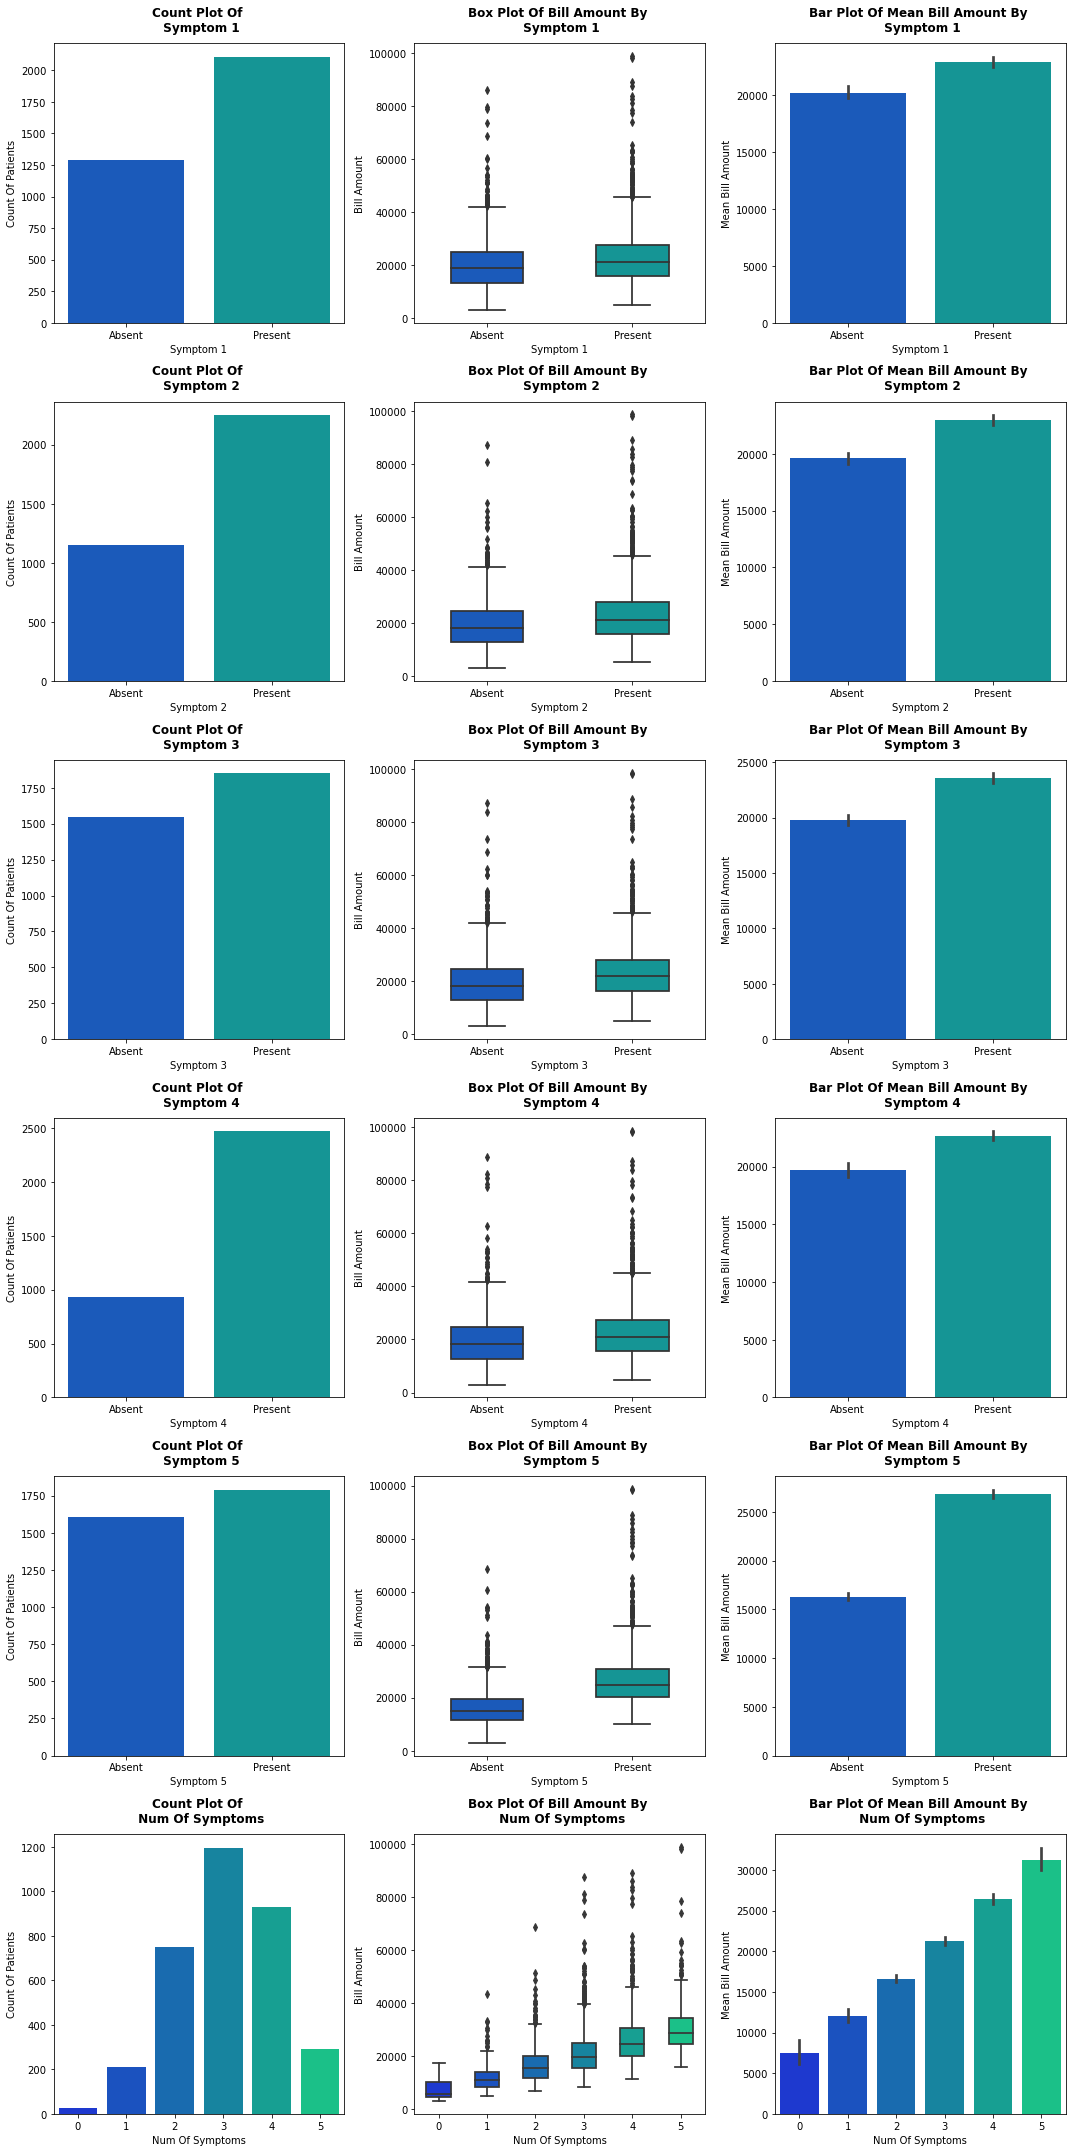 Count Plot Of
Symptom 1
2000
1750
1500
1250
1000
750
500
250
0
Count Of Patients
Absent Present
Symptom 1
Box Plot Of Bill Amount By
Symptom 1
100000
80000
60000
40000
20000
0
Bill Amount
Absent Present
Symptom 1
Bar Plot Of Mean Bill Amount By
Symptom 1
20000
15000
10000
5000
0
Mean Bill Amount
Absent Present
Symptom 1
Count Plot Of
Symptom 2
2000
1500
1000
500
0
Count Of Patients
Absent Present
Symptom 2
Box Plot Of Bill Amount By
Symptom 2
100000
80000
60000
40000
20000
0
Bill Amount
Absent Present
Symptom 2
Bar Plot Of Mean Bill Amount By
Symptom 2
20000
15000
10000
5000
0
Mean Bill Amount
Absent Present
Symptom 2
Count Plot Of
Symptom 3
1750
1500
1250
1000
750
500
250
0
Count Of Patients
Absent Present
Symptom 3
Box Plot Of Bill Amount By
Symptom 3
100000
80000
60000
40000
20000
0
Bill Amount
Absent Present
Symptom 3
Bar Plot Of Mean Bill Amount By
Symptom 3
25000
20000
15000
10000
5000
0
Mean Bill Amount
Absent Present
Symptom 3
Count Plot Of
Symptom 4
2500
2000
1500
1000
500
0
Count Of Patients
Absent Present
Symptom 4
Box Plot Of Bill Amount By
Symptom 4
100000
80000
60000
40000
20000
0
Bill Amount
Absent Present
Symptom 4
Bar Plot Of Mean Bill Amount By
Symptom 4
20000
15000
10000
5000
0
Mean Bill Amount
Absent Present
Symptom 4
Count Plot Of
Symptom 5
1750
1500
1250
1000
750
500
250
0
Count Of Patients
Absent Present
Symptom 5
Box Plot Of Bill Amount By
Symptom 5
100000
80000
60000
40000
20000
0
Bill Amount
Absent Present
Symptom 5
Bar Plot Of Mean Bill Amount By
Symptom 5
25000
20000
15000
10000
5000
0
Mean Bill Amount
Absent Present
Symptom 5
Count Plot Of
Num Of Symptoms
1200
1000
800
600
400
200
0
Count Of Patients
0 1 2 3 4 5
Num Of Symptoms
Box Plot Of Bill Amount By
Num Of Symptoms
100000
80000
60000
40000
20000
0
Bill Amount
0 1 2 3 4 5
Num Of Symptoms
Bar Plot Of Mean Bill Amount By
Num Of Symptoms
30000
25000
20000
15000
10000
5000
0
Mean Bill Amount
0 1 2 3 4 5
Num Of Symptoms